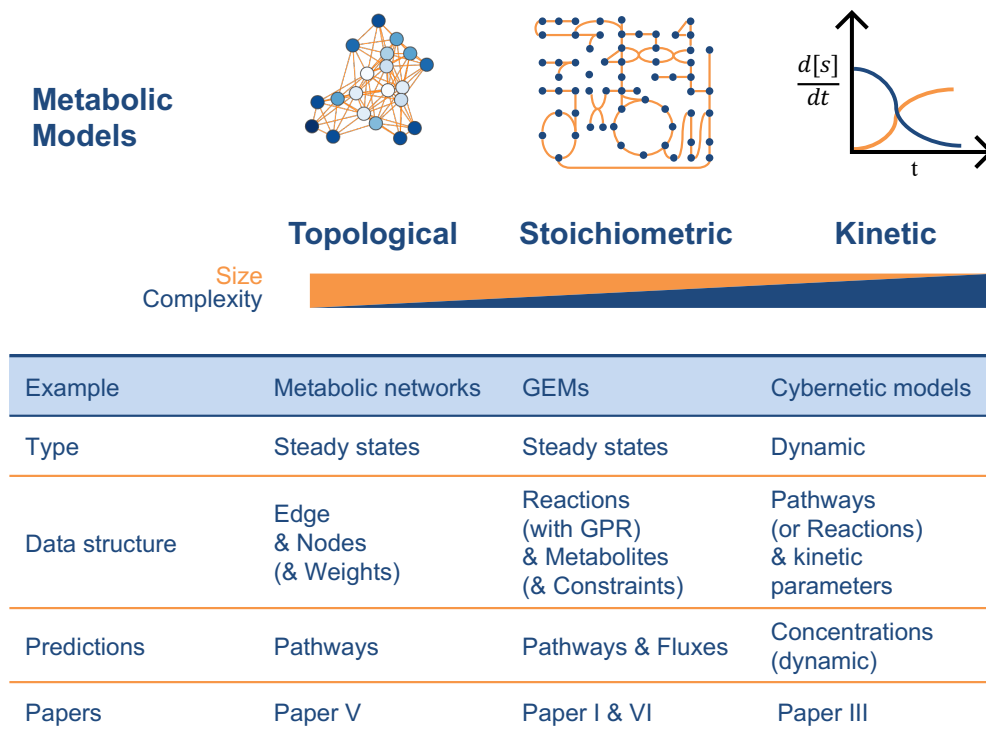 Metabolic
Models
d[s]
dt
t
Topological
Stoichiometric
Kinetic
Size
Complexity
Example
Metabolic networks
GEMs
Cybernetic models
Type
Steady states
Steady states
Dynamic
Data structure
Edge
& Nodes
(& Weights)
Reactions
(with GPR)
& Metabolites
(& Constraints)
Pathways
(or Reactions)
& kinetic
parameters
Predictions
Pathways
Pathways & Fluxes
Concentrations
(dynamic)
Papers
Paper V
Paper I & VI
Paper III